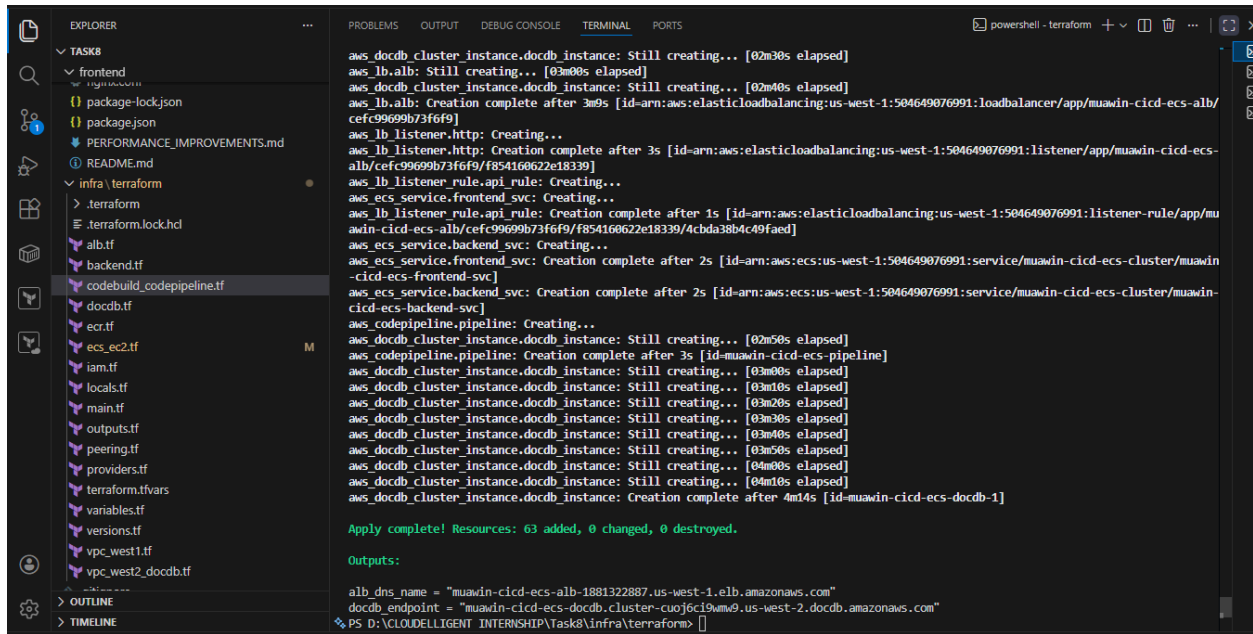 EXPLORER
TASK8
frontend
nginx.conf
package-lock.json
package.json
PERFORMANCE_IMPROVEMENTS.md
README.md
infra \ terraform
.terraform
.terraform.lock.hcl
alb.tf
backend.tf
codebuild_codepipeline.tf
docdb.tf
ecr.tf
ecs_ec2.tf M
iam.tf
locals.tf
main.tf
outputs.tf
peering.tf
providers.tf
terraform.tfvars
variables.tf
versions.tf
vpc_west1.tf
vpc_west2_docdb.tf
.gitignore
OUTLINE
TIMELINE
1
PROBLEMS OUTPUT DEBUG CONSOLE TERMINAL PORTS
powershell - terraform
aws_docdb_cluster_instance.docdb_instance: Still creating... [02m30s elapsed]
aws_lb.alb: Still creating... [03m00s elapsed]
aws_docdb_cluster_instance.docdb_instance: Still creating... [02m40s elapsed]
aws_lb.alb: Creation complete after 3m9s [id=arn:aws:elasticloadbalancing:us-west-1:504649076991:loadbalancer/app/muawin-cicd-ecs-alb/
cefc99699b73f6f9]
aws_lb_listener.http: Creating...
aws_lb_listener.http: Creation complete after 3s [id=arn:aws:elasticloadbalancing:us-west-1:504649076991:listener/app/muawin-cicd-ecs-
alb/cefc99699b73f6f9/f854160622e18339]
aws_lb_listener_rule.api_rule: Creating...
aws_ecs_service.frontend_svc: Creating...
aws_lb_listener_rule.api_rule: Creation complete after 1s [id=arn:aws:elasticloadbalancing:us-west-1:504649076991:listener-rule/app/mu
awin-cicd-ecs-alb/cefc99699b73f6f9/f854160622e18339/4cbda38b4c49faed]
aws_ecs_service.backend_svc: Creating...
aws_ecs_service.frontend_svc: Creation complete after 2s [id=arn:aws:ecs:us-west-1:504649076991:service/muawin-cicd-ecs-cluster/muawin
-cicd-ecs-frontend-svc]
aws_ecs_service.backend_svc: Creation complete after 2s [id=arn:aws:ecs:us-west-1:504649076991:service/muawin-cicd-ecs-cluster/muawin-
cicd-ecs-backend-svc]
aws_codepipeline.pipeline: Creating...
aws_docdb_cluster_instance.docdb_instance: Still creating... [02m50s elapsed]
aws_codepipeline.pipeline: Creation complete after 3s [id=muawin-cicd-ecs-pipeline]
aws_docdb_cluster_instance.docdb_instance: Still creating... [03m00s elapsed]
aws_docdb_cluster_instance.docdb_instance: Still creating... [03m10s elapsed]
aws_docdb_cluster_instance.docdb_instance: Still creating... [03m20s elapsed]
aws_docdb_cluster_instance.docdb_instance: Still creating... [03m30s elapsed]
aws_docdb_cluster_instance.docdb_instance: Still creating... [03m40s elapsed]
aws_docdb_cluster_instance.docdb_instance: Still creating... [03m50s elapsed]
aws_docdb_cluster_instance.docdb_instance: Still creating... [04m00s elapsed]
aws_docdb_cluster_instance.docdb_instance: Still creating... [04m10s elapsed]
aws_docdb_cluster_instance.docdb_instance: Creation complete after 4m14s [id=muawin-cicd-ecs-docdb-1]
Apply complete! Resources: 63 added, 0 changed, 0 destroyed.
Outputs:
alb_dns_name = "muawin-cicd-ecs-alb-1881322887.us-west-1.elb.amazonaws.com"
docdb_endpoint = "muawin-cicd-ecs-docdb.cluster-cuoj6ci9wmw9.us-west-2.docdb.amazonaws.com"
PS D:\CLOUDELLIGENT INTERNSHIP\Task8\infra\terraform>